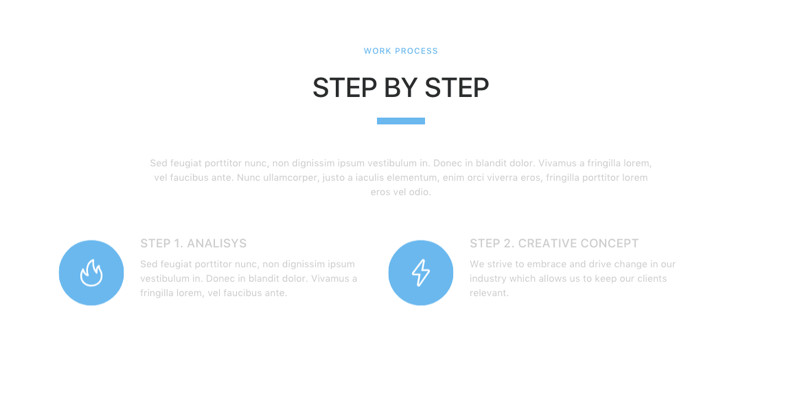 WORK PROCESS
STEP BY STEP
Sed feugiat porttitor nunc, non dignissim ipsum vestibulum in. Donec in blandit dolor. Vivamus a fringilla lorem,
vel faucibus ante. Nunc ullamcorper, justo a iaculis elementum, enim orci viverra eros, fringilla porttitor lorem
eros vel odio.
STEP 1. ANALISYS
Sed feugiat porttitor nunc, non dignissim ipsum
vestibulum in. Donec in blandit dolor. Vivamus a
fringilla lorem, vel faucibus ante.
STEP 2. CREATIVE CONCEPT
We strive to embrace and drive change in our
industry which allows us to keep our clients
relevant.